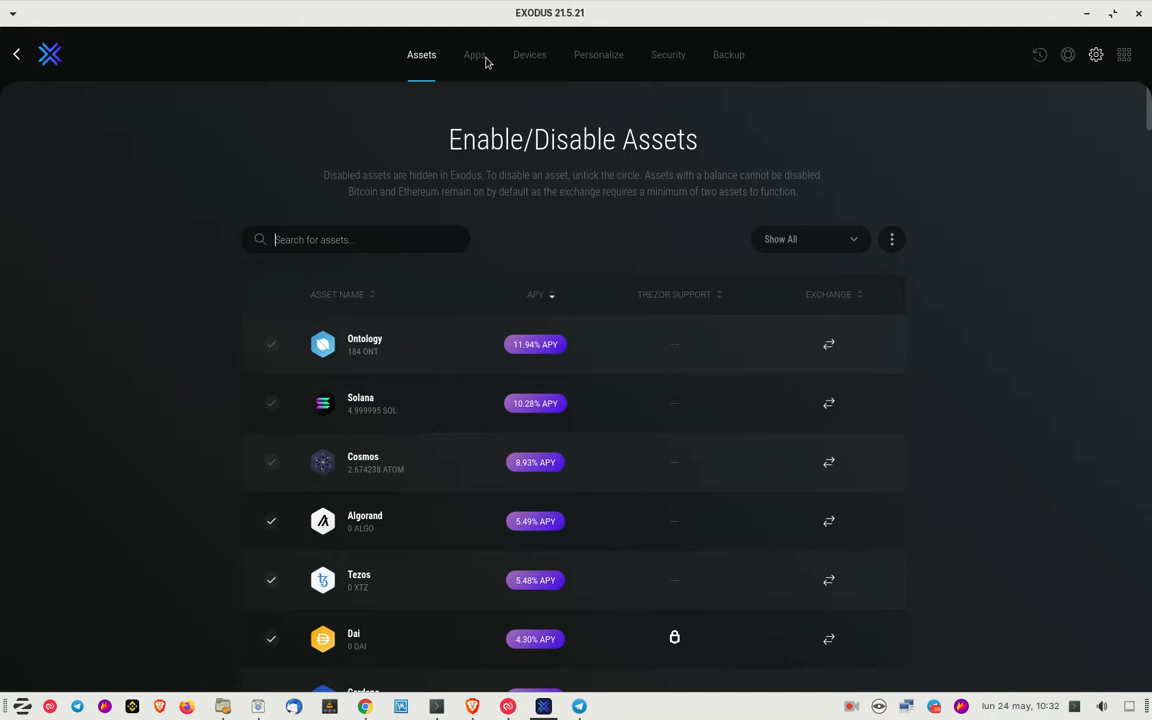 EXODUS 21.5.21
Assets Apps Devices Personalize Security Backup
Enable/Disable Assets
Disabled assets are hidden in Exodus. To disable an asset, untick the circle. Assets with a balance cannot be disabled.
Bitcoin and Ethereum remain on by default as the exchange requires a minimum of two assets to function.
Search for assets...
Show All
ASSET NAME APY TREZOR SUPPORT EXCHANGE
Ontology
184 ONT
11.94% APY
Solana
4.999995 SOL
10.28% APY
Cosmos
2.674238 ATOM
8.93% APY
Algorand
0 ALGO
5.49% APY
Tezos
0 XTZ
5.48% APY
Dai
0 DAI
4.30% APY
lun 24 may, 10:32